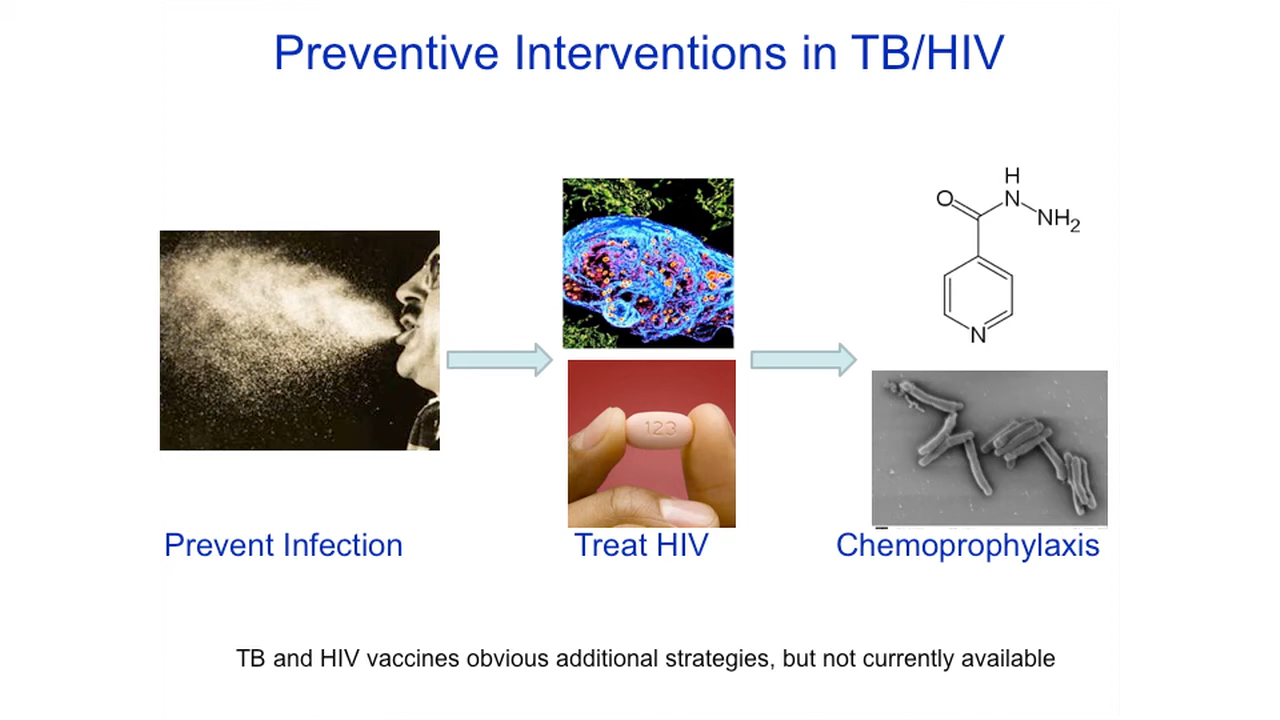 Preventive Interventions in TB/HIV
H
O
N
NH2
N
123
Prevent Infection
Treat HIV
Chemoprophylaxis
TB and HIV vaccines obvious additional strategies, but not currently available